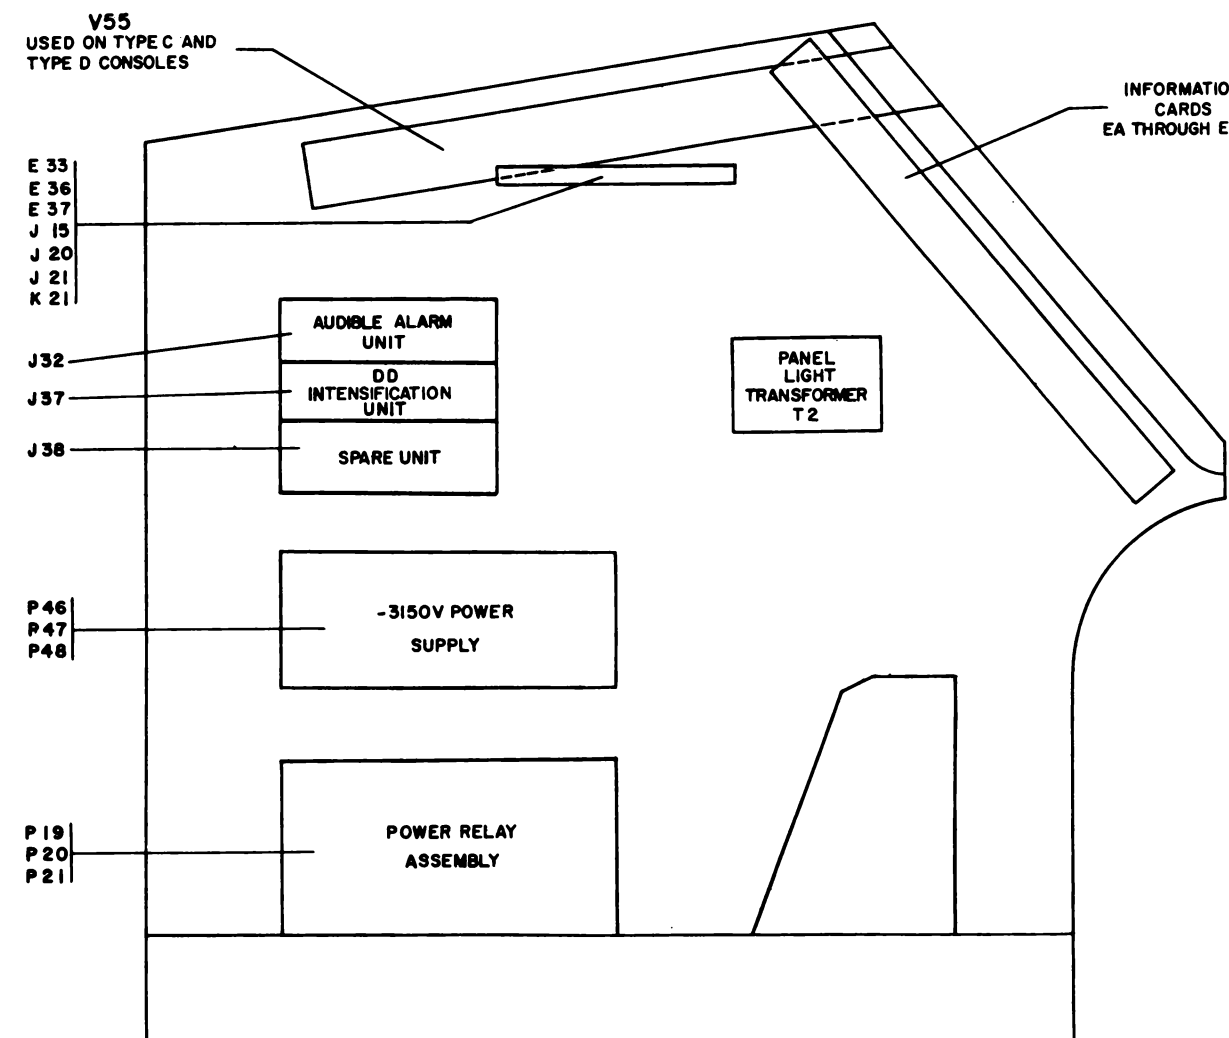 V55
USED ON TYPE C AND
TYPE D CONSOLES
CARDS
EA THROUGH
E 33
E 36
E 37
J 15
J 20
J 21
K 21
AUDIBLE ALARM
UNIT
J32
DD
INTENSIFICATION
UNIT
J37
SPARE UNIT
J38
PANEL
LIGHT
TRANSFORMER
T2
-3150V POWER
SUPPLY
P46
P47
P48
POWER RELAY
ASSEMBLY
P19
P20
P21